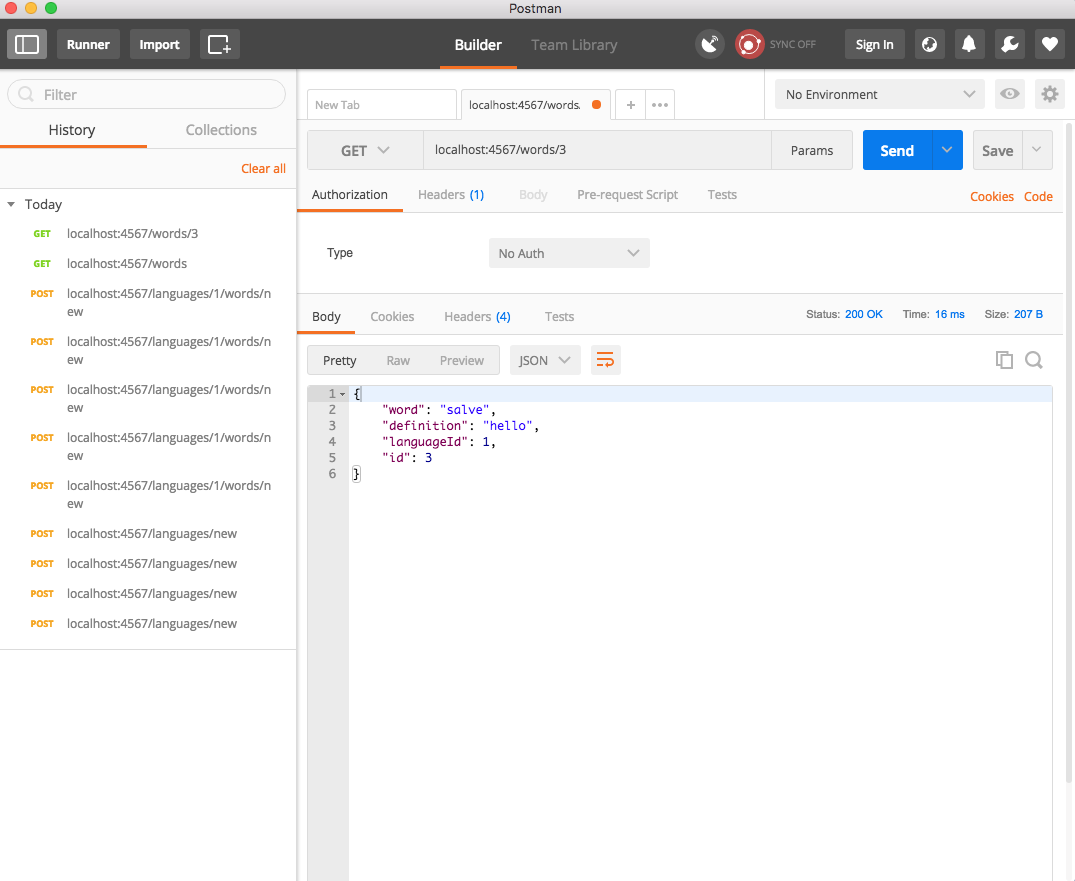 Postman
Runner Import Builder Team Library SYNC OFF Sign In
Filter
History Collections
Clear all
Today
GET localhost:4567/words/3
GET localhost:4567/words
POST localhost:4567/languages/1/words/n
ew
POST localhost:4567/languages/1/words/n
ew
POST localhost:4567/languages/1/words/n
ew
POST localhost:4567/languages/1/words/n
ew
POST localhost:4567/languages/1/words/n
ew
POST localhost:4567/languages/new
POST localhost:4567/languages/new
POST localhost:4567/languages/new
POST localhost:4567/languages/new
New Tab localhost:4567/words. + ••• No Environment
GET localhost:4567/words/3 Params Send Save
Authorization Headers (1) Body Pre-request Script Tests Cookies Code
Type No Auth
Body Cookies Headers (4) Tests Status: 200 OK Time: 16 ms Size: 207 B
Pretty Raw Preview JSON
1 {
2 "word": "salve",
3 "definition": "hello",
4 "languageId": 1,
5 "id": 3
6 }